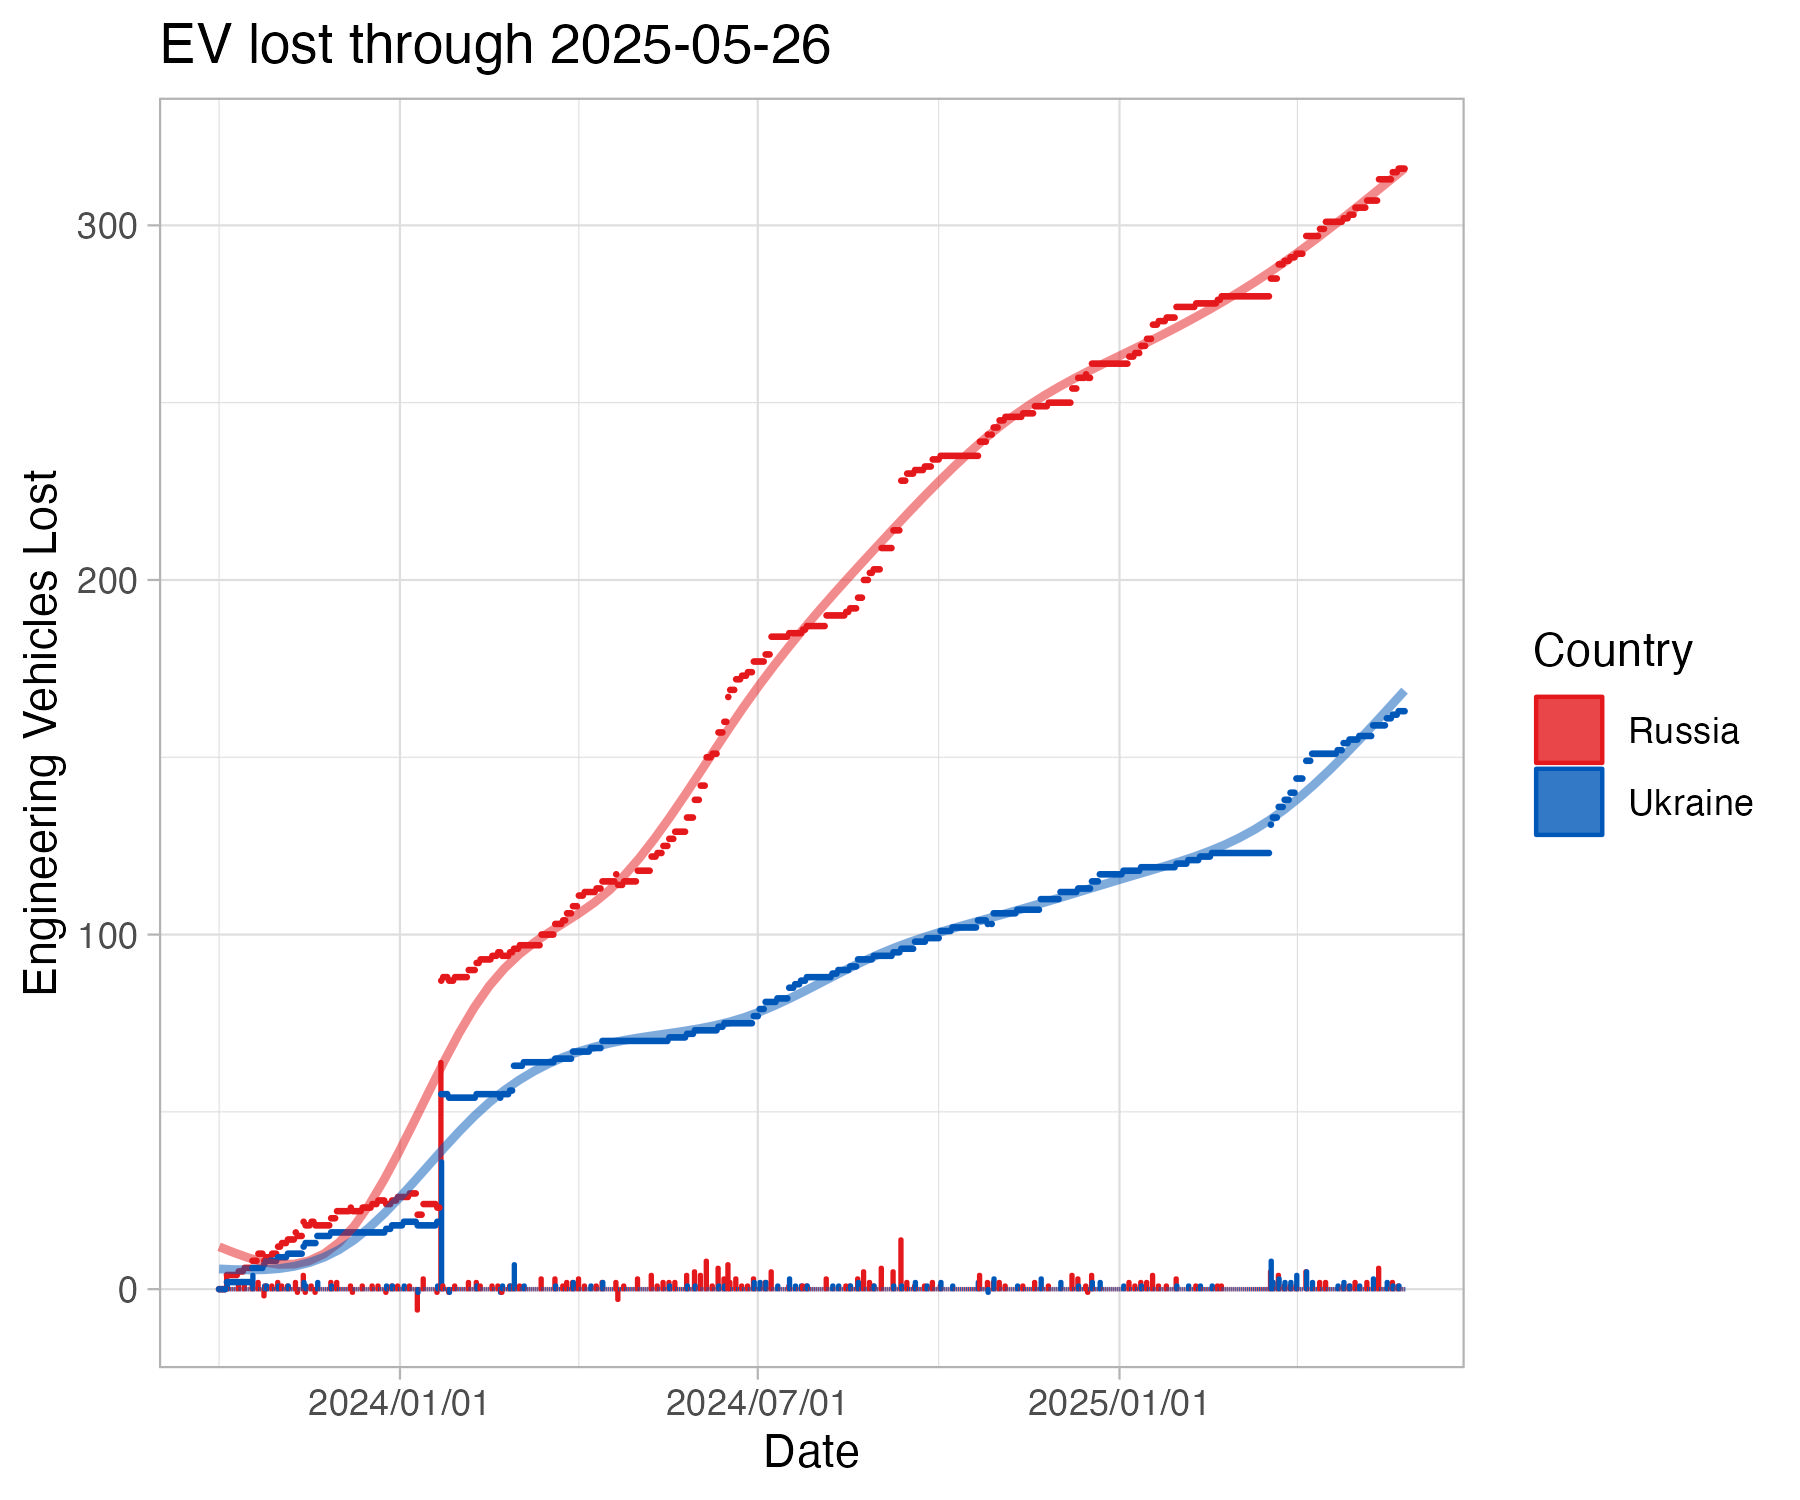 EV lost through 2025-05-26
Engineering Vehicles Lost
300
200
100
0
2024/01/01
2024/07/01
2025/01/01
Date
Country
Russia
Ukraine